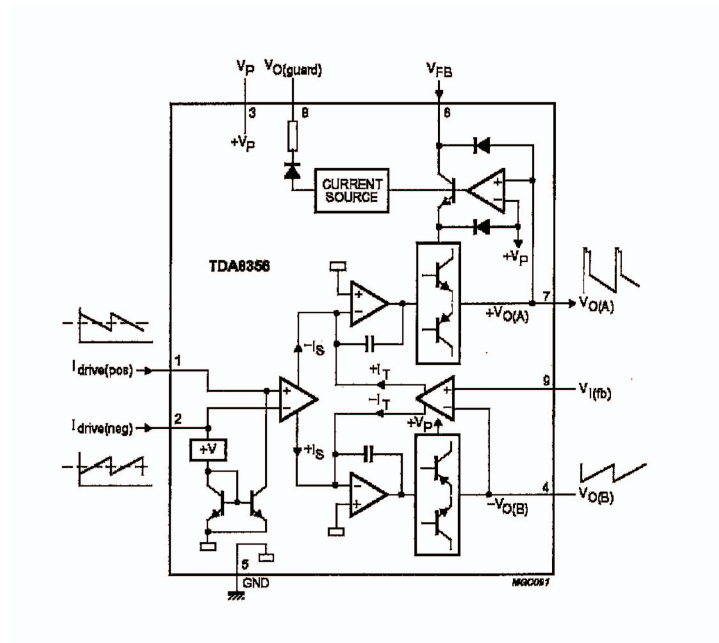 VP VO(guard) VFB
3 8 6
+VP
CURRENT
SOURCE
+
−
+VP
TDA8356
+
−
+VO(A)
7
VO(A)
−IS
1
Idrive(pos)
+
−
+IT
−IT
+
−
9
VI(fb)
2
Idrive(neg)
+V
+IS
+VP
−
+
4
−VO(B)
VO(B)
5
GND
MGC091